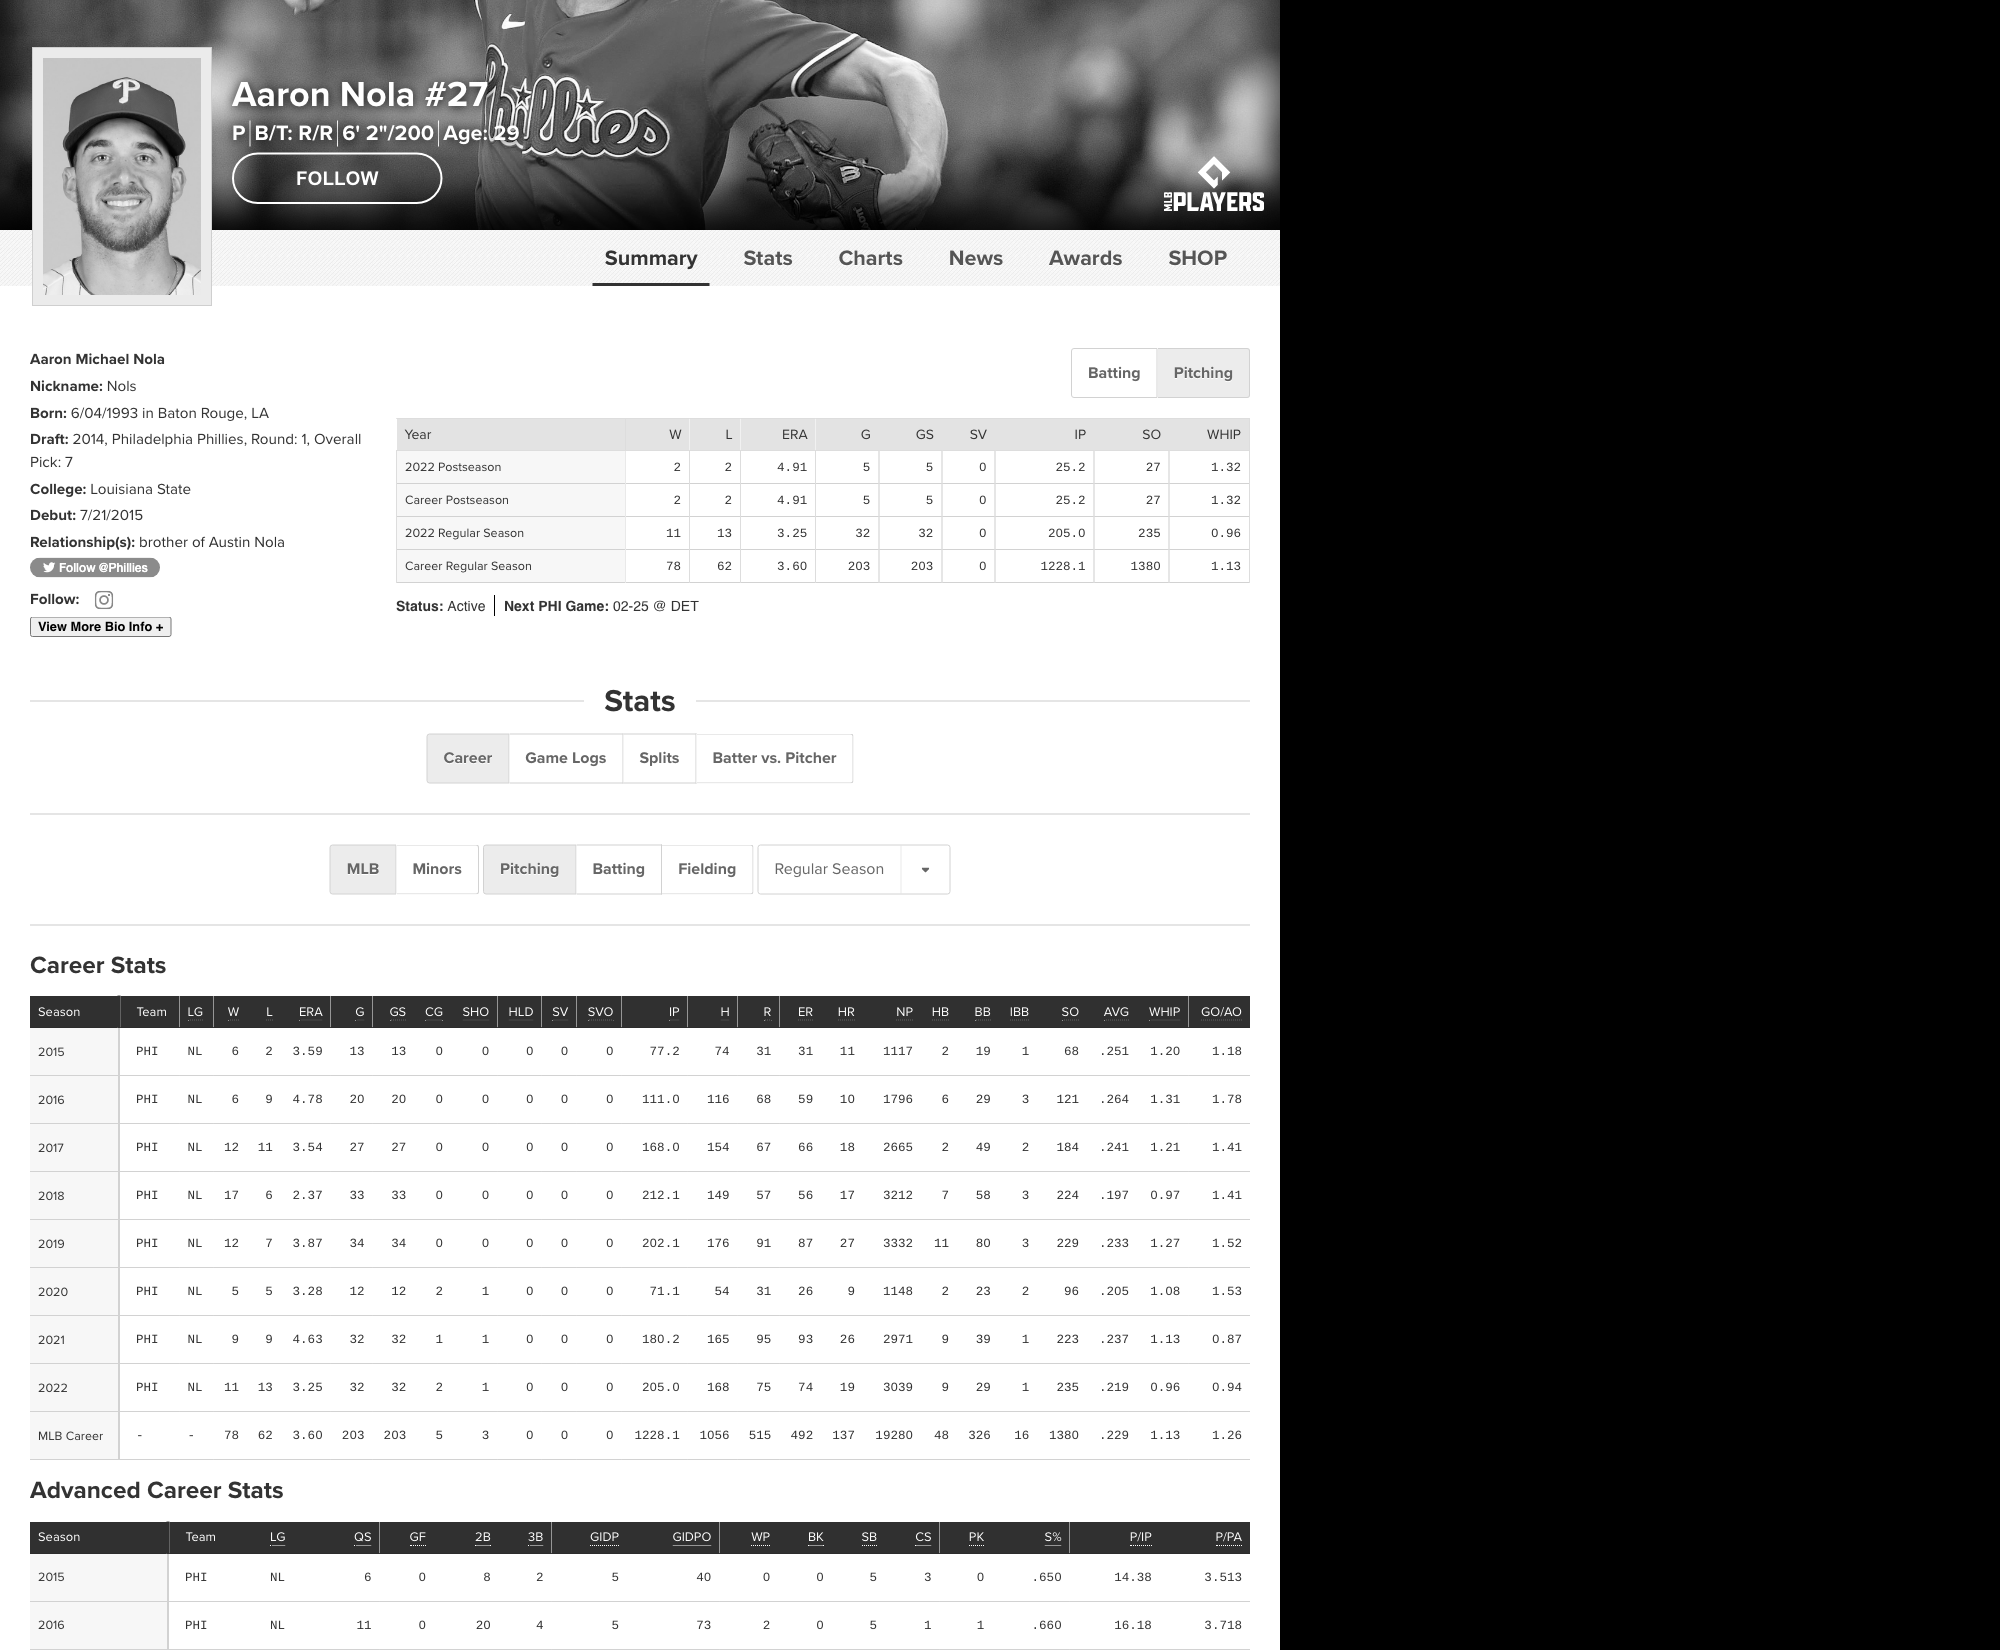 Phillies
Aaron Nola #27
P B/T: R/R 6' 2"/200 Age: 29
FOLLOW
MLB PLAYERS
Summary Stats Charts News Awards SHOP
Aaron Michael Nola
Nickname: Nols
Born: 6/04/1993 in Baton Rouge, LA
Draft: 2014, Philadelphia Phillies, Round: 1, Overall
Pick: 7
College: Louisiana State
Debut: 7/21/2015
Relationship(s): brother of Austin Nola
Follow @Phillies
Follow:
View More Bio Info +
Batting Pitching
Year W L ERA G GS SV IP SO WHIP
2022 Postseason 2 2 4.91 5 5 0 25.2 27 1.32
Career Postseason 2 2 4.91 5 5 0 25.2 27 1.32
2022 Regular Season 11 13 3.25 32 32 0 205.0 235 0.96
Career Regular Season 78 62 3.60 203 203 0 1228.1 1380 1.13
Status: Active Next PHI Game: 02-25 @ DET
Stats
Career Game Logs Splits Batter vs. Pitcher
MLB Minors Pitching Batting Fielding Regular Season
Career Stats
Season Team LG W L ERA G GS CG SHO HLD SV SVO IP H R ER HR NP HB BB IBB SO AVG WHIP GO/AO
2015 PHI NL 6 2 3.59 13 13 0 0 0 0 0 77.2 74 31 31 11 1117 2 19 1 68 .251 1.20 1.18
2016 PHI NL 6 9 4.78 20 20 0 0 0 0 0 111.0 116 68 59 10 1796 6 29 3 121 .264 1.31 1.78
2017 PHI NL 12 11 3.54 27 27 0 0 0 0 0 168.0 154 67 66 18 2665 2 49 2 184 .241 1.21 1.41
2018 PHI NL 17 6 2.37 33 33 0 0 0 0 0 212.1 149 57 56 17 3212 7 58 3 224 .197 0.97 1.41
2019 PHI NL 12 7 3.87 34 34 0 0 0 0 0 202.1 176 91 87 27 3332 11 80 3 229 .233 1.27 1.52
2020 PHI NL 5 5 3.28 12 12 2 1 0 0 0 71.1 54 31 26 9 1148 2 23 2 96 .205 1.08 1.53
2021 PHI NL 9 9 4.63 32 32 1 1 0 0 0 180.2 165 95 93 26 2971 9 39 1 223 .237 1.13 0.87
2022 PHI NL 11 13 3.25 32 32 2 1 0 0 0 205.0 168 75 74 19 3039 9 29 1 235 .219 0.96 0.94
MLB Career - - 78 62 3.60 203 203 5 3 0 0 0 1228.1 1056 515 492 137 19280 48 326 16 1380 .229 1.13 1.26
Advanced Career Stats
Season Team LG QS GF 2B 3B GIDP GIDPO WP BK SB CS PK S% P/IP P/PA
2015 PHI NL 6 0 8 2 5 40 0 0 5 3 0 .650 14.38 3.513
2016 PHI NL 11 0 20 4 5 73 2 0 5 1 1 .660 16.18 3.718